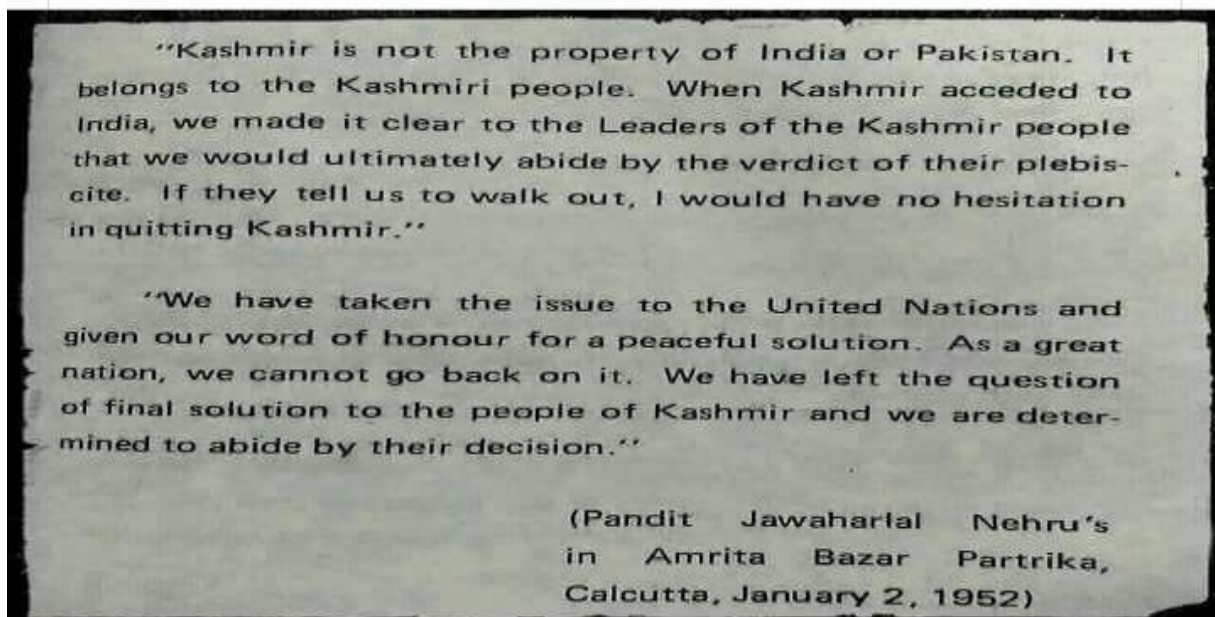 "Kashmir is not the property of India or Pakistan. It
belongs to the Kashmiri people. When Kashmir acceded to
India, we made it clear to the Leaders of the Kashmir people
that we would ultimately abide by the verdict of their plebis-
cite. If they tell us to walk out, I would have no hesitation
in quitting Kashmir."
"We have taken the issue to the United Nations and
given our word of honour for a peaceful solution. As a great
nation, we cannot go back on it. We have left the question
of final solution to the people of Kashmir and we are deter-
mined to abide by their decision."
(Pandit Jawaharlal Nehru's
in Amrita Bazar Partrika,
Calcutta, January 2, 1952)